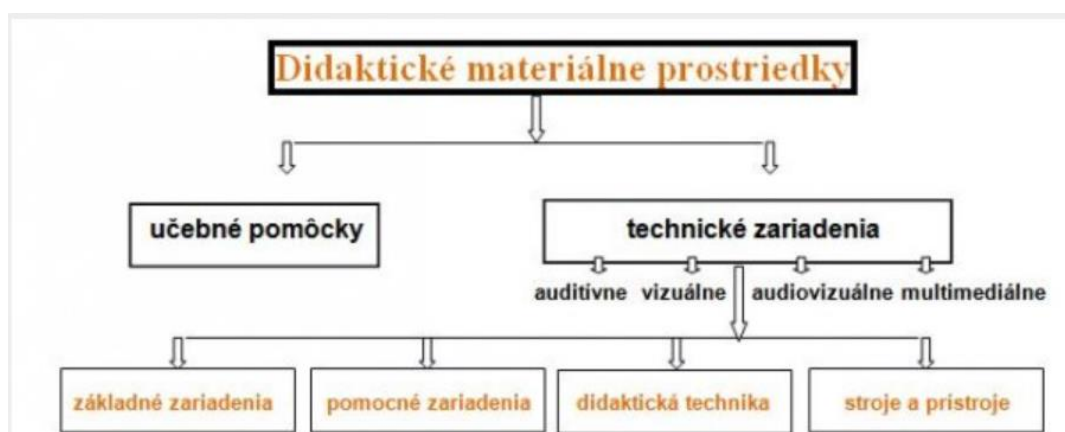 Didaktické materiálne prostriedky
učebné pomôcky
technické zariadenia
auditívne vizuálne audiovizuálne multimediálne
základné zariadenia
pomocné zariadenia
didaktická technika
stroje a prístroje